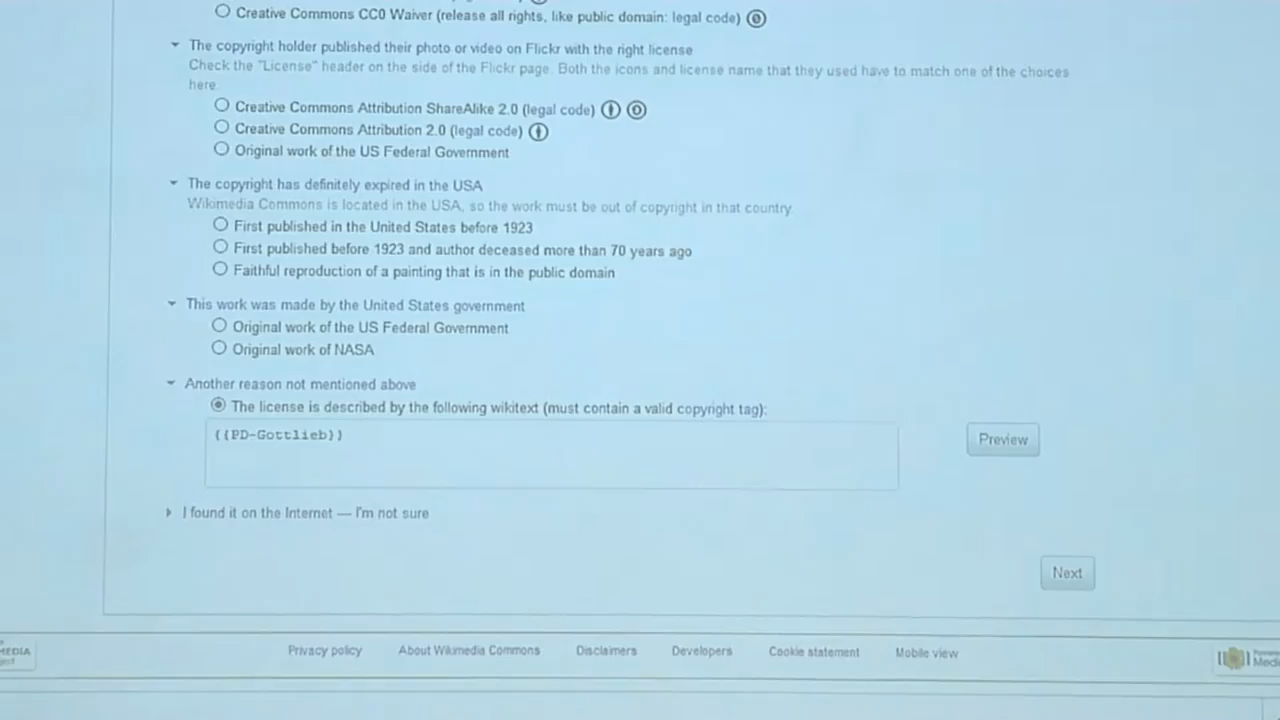 Creative Commons CC0 Waiver (release all rights, like public domain: legal code)
The copyright holder published their photo or video on Flickr with the right license
Check the "License" header on the side of the Flickr page. Both the icons and license name that they used have to match one of the choices
here.
Creative Commons Attribution ShareAlike 2.0 (legal code)
Creative Commons Attribution 2.0 (legal code)
Original work of the US Federal Government
The copyright has definitely expired in the USA
Wikimedia Commons is located in the USA, so the work must be out of copyright in that country.
First published in the United States before 1923
First published before 1923 and author deceased more than 70 years ago
Faithful reproduction of a painting that is in the public domain
This work was made by the United States government
Original work of the US Federal Government
Original work of NASA
Another reason not mentioned above
The license is described by the following wikitext (must contain a valid copyright tag):
{{PD-Gottlieb}}
Preview
I found it on the Internet — I'm not sure
Next
Privacy policy About Wikimedia Commons Disclaimers Developers Cookie statement Mobile view